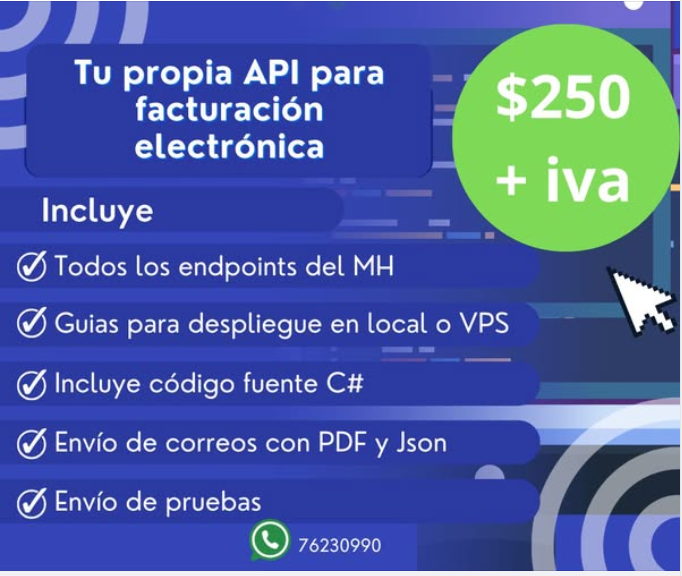 Tu propia API para
facturación
electrónica
$250
+ iva
Incluye
Todos los endpoints del MH
Guias para despliegue en local o VPS
Incluye código fuente C#
Envío de correos con PDF y Json
Envío de pruebas
76230990